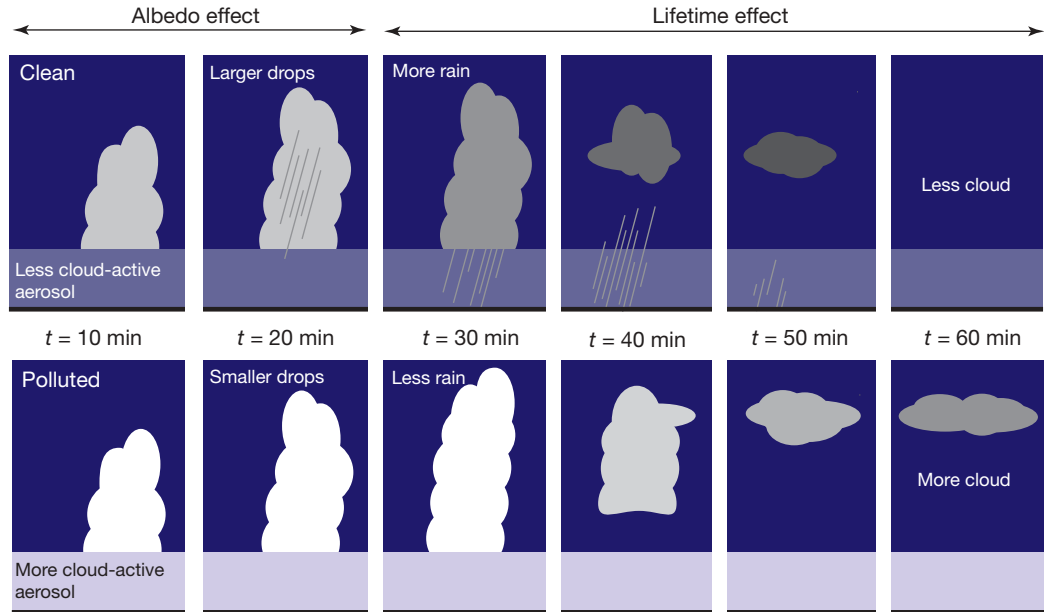 Albedo effect
Lifetime effect
Clean
Larger drops
More rain
Less cloud
Less cloud-active
aerosol
t = 10 min
t = 20 min
t = 30 min
t = 40 min
t = 50 min
t = 60 min
Polluted
Smaller drops
Less rain
More cloud
More cloud-active
aerosol